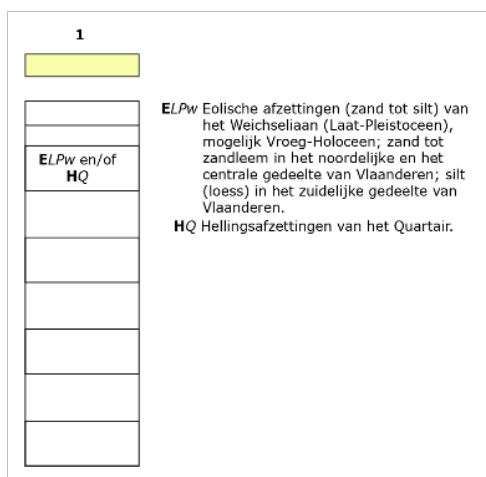 1
ELPw en/of
HQ
ELPw Eolische afzettingen (zand tot silt) van
het Weichseliaan (Laat-Pleistoceen),
mogelijk Vroeg-Holoceen; zand tot
zandleem in het noordelijke en het
centrale gedeelte van Vlaanderen; silt
(loess) in het zuidelijke gedeelte van
Vlaanderen.
HQ Hellingsafzettingen van het Quartair.